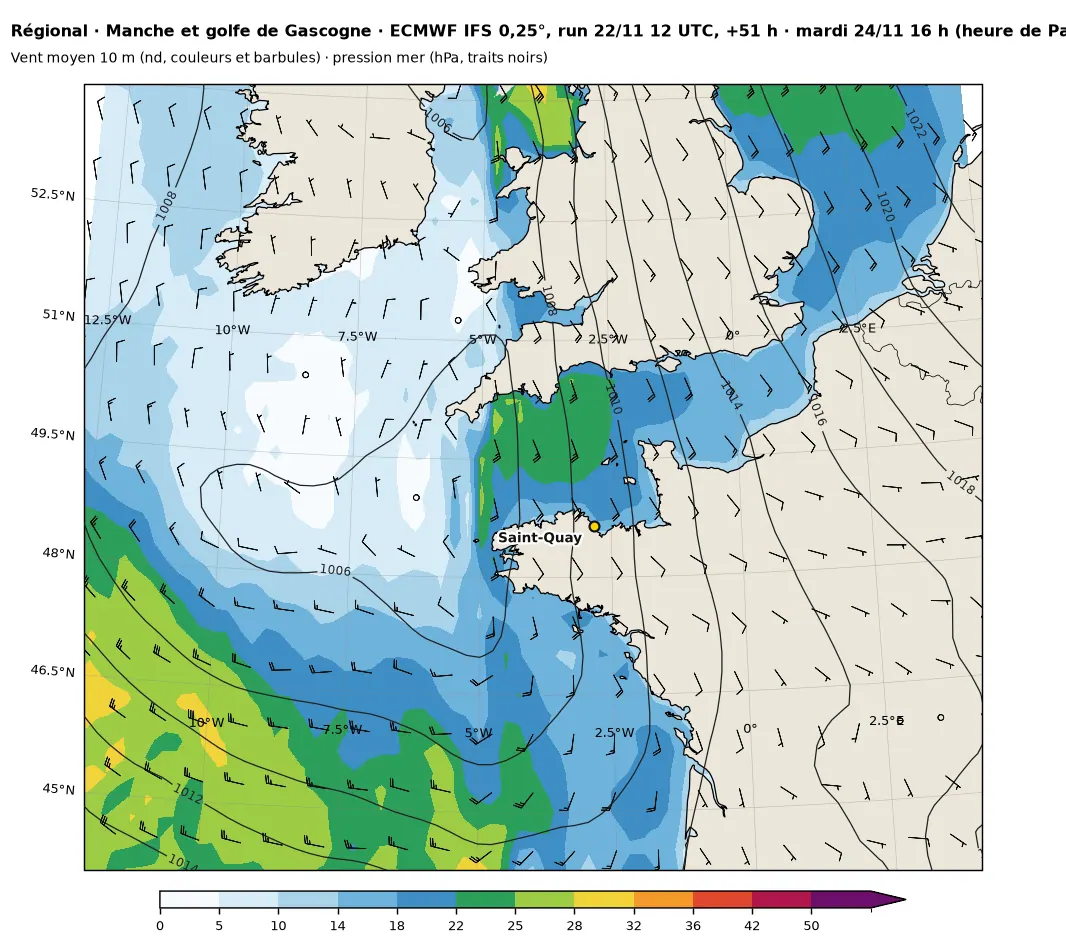 Régional · Manche et golfe de Gascogne · ECMWF IFS 0,25°, run 22/11 12 UTC, +51 h · mardi 24/11 16 h (heure de Pa
Vent moyen 10 m (nd, couleurs et barbules) · pression mer (hPa, traits noirs)
1006
1022
52.5°N
1008
1020
51°N
12.5°W
10°W
7.5°W
5°W
1008
2.5°W
0°
2.5°E
1010
1014
1016
49.5°N
1018
Saint-Quay
48°N
1006
46.5°N
10°W
7.5°W
5°W
2.5°W
0°
2.5°E
45°N
1012
1014
0 5 10 14 18 22 25 28 32 36 42 50